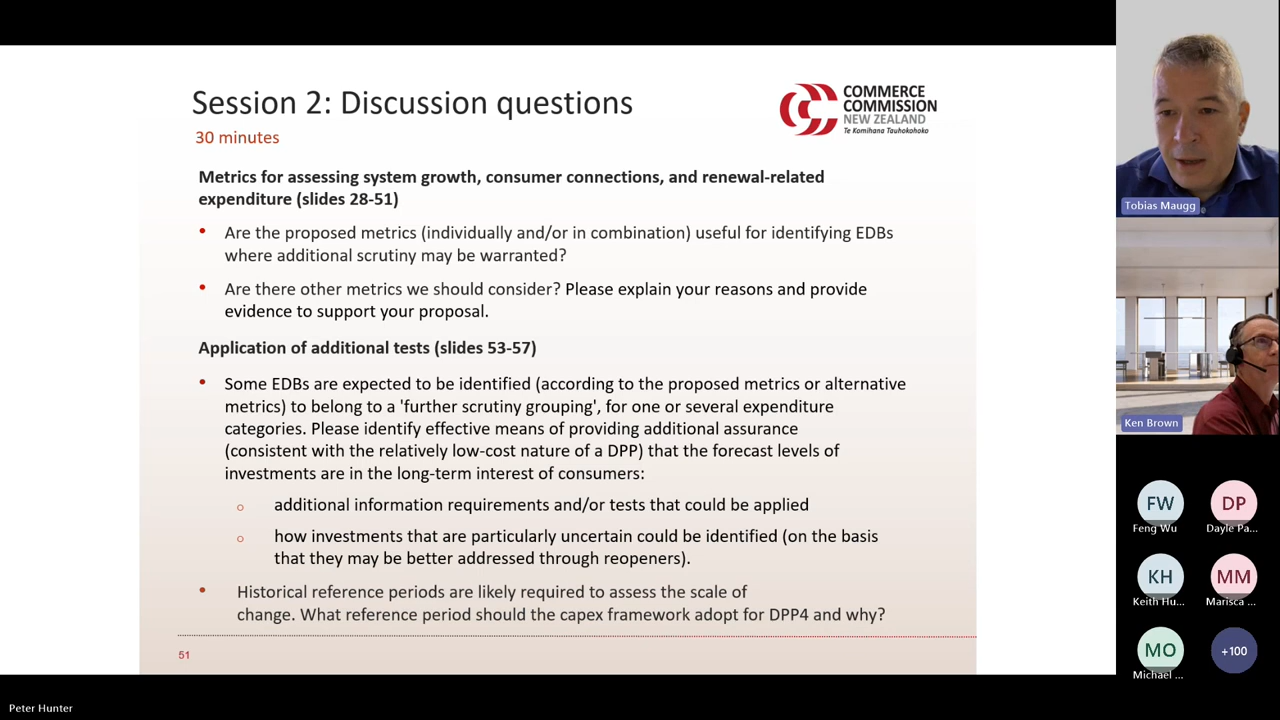 Session 2: Discussion questions
30 minutes
COMMERCE
COMMISSION
NEW ZEALAND
Te Komihana Tauhokohoko
Metrics for assessing system growth, consumer connections, and renewal-related
expenditure (slides 28-51)
• Are the proposed metrics (individually and/or in combination) useful for identifying EDBs
where additional scrutiny may be warranted?
• Are there other metrics we should consider? Please explain your reasons and provide
evidence to support your proposal.
Application of additional tests (slides 53-57)
• Some EDBs are expected to be identified (according to the proposed metrics or alternative
metrics) to belong to a 'further scrutiny grouping', for one or several expenditure
categories. Please identify effective means of providing additional assurance
(consistent with the relatively low-cost nature of a DPP) that the forecast levels of
investments are in the long-term interest of consumers:
o additional information requirements and/or tests that could be applied
o how investments that are particularly uncertain could be identified (on the basis
that they may be better addressed through reopeners).
• Historical reference periods are likely required to assess the scale of
change. What reference period should the capex framework adopt for DPP4 and why?
51
Tobias Maugg
Ken Brown
FW
DP
Feng Wu
Dayle Pa...
KH
MM
Keith Hu...
Marisca ...
MO
+100
Michael ...
Peter Hunter